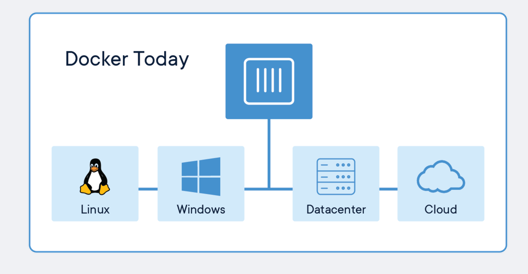 Docker Today
Linux
Windows
Datacenter
Cloud